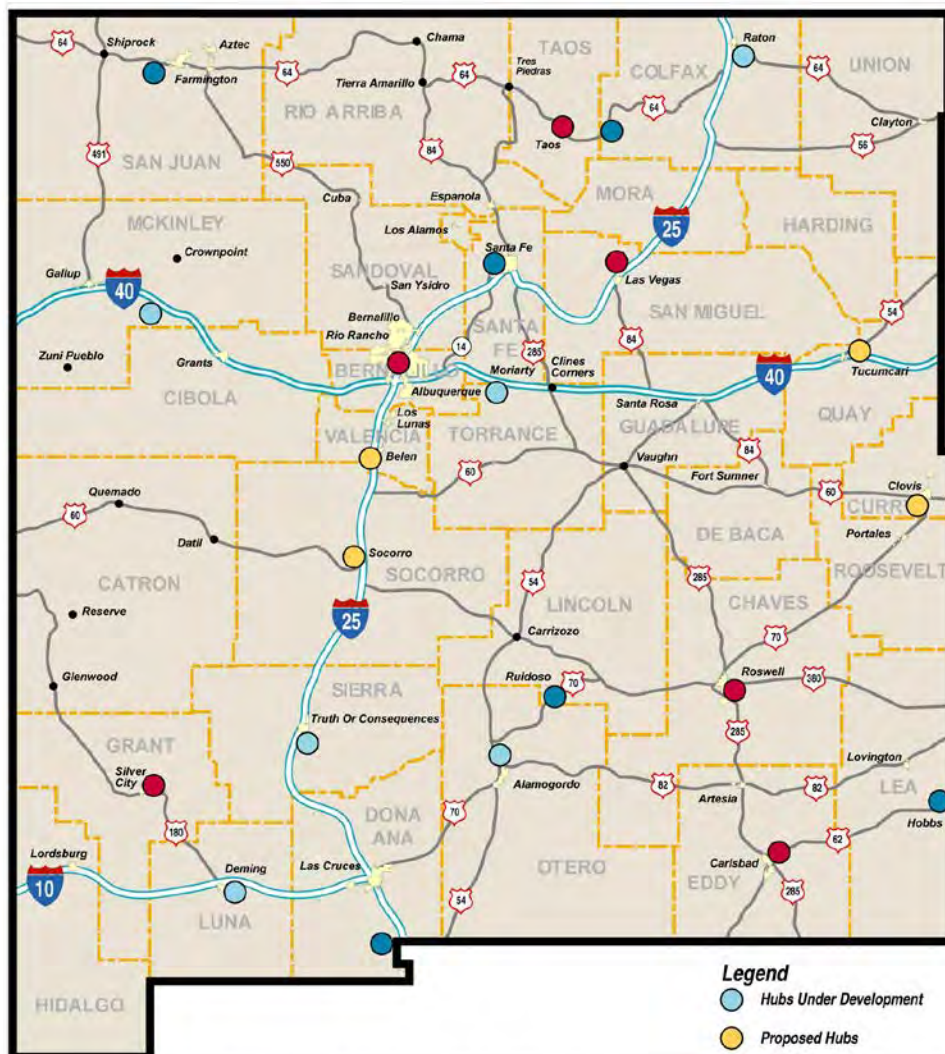 64
Shiprock
Aztec
Farmington
64
Chama
Tierra Amarillo
64
Tres
Piedras
TAOS
Raton
COLFAX
UNION
64
RIO ARRIBA
Taos
64
Clayton
56
491
SAN JUAN
550
84
MORA
Cuba
Espanola
MCKINLEY
Los Alamos
25
HARDING
Crownpoint
Santa Fe
SANDOVAL
Gallup
40
San Ysidro
Las Vegas
SAN MIGUEL
54
Bernalillo
Rio Rancho
SANTA
FE
14
285
84
Zuni Pueblo
Grants
BERNALILLO
Moriarty
Clines
Corners
40
Tucumcari
CIBOLA
Albuquerque
Santa Rosa
Los
Lunas
GUADALUPE
QUAY
VALENCIA
TORRANCE
Belen
60
Vaughn
84
Fort Sumner
60
Clovis
CURR
Quemado
60
Datil
DE BACA
Portales
Socorro
SOCORRO
ROOSEVELT
CATRON
54
285
LINCOLN
CHAVES
Reserve
25
Carrizozo
70
Glenwood
SIERRA
Ruidoso
70
Roswell
380
Truth Or Consequences
285
GRANT
Silver
City
Alamogordo
82
Artesia
82
Lovington
LEA
DONA
ANA
70
Hobbs
180
62
Lordsburg
Deming
Las Cruces
OTERO
Carlsbad
10
EDDY
285
54
LUNA
HIDALGO
Legend
Hubs Under Development
Proposed Hubs